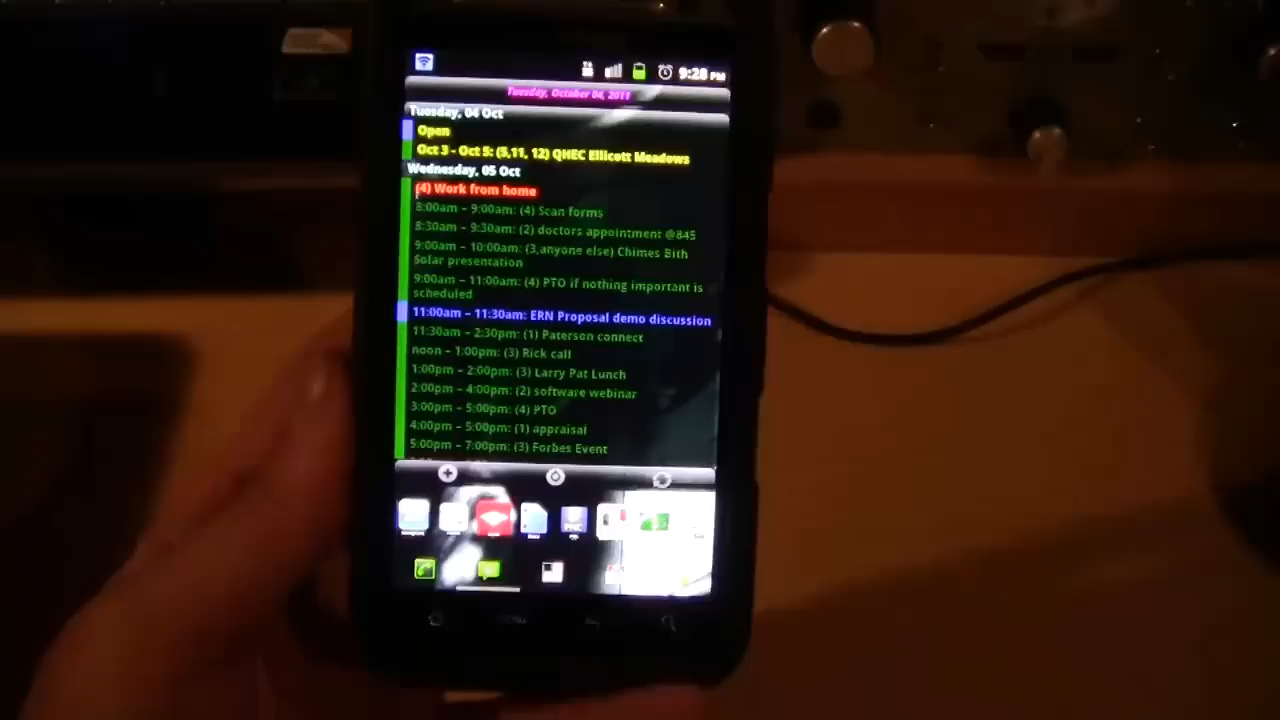 9:28 PM
Tuesday, October 04, 2011
Tuesday, 04 Oct
Open
Oct 3 - Oct 5: (5,11, 12) QHEC Ellicott Meadows
Wednesday, 05 Oct
(4) Work from home
8:00am – 9:00am: (4) Scan forms
8:30am – 9:30am: (2) doctors appointment @845
9:00am – 10:00am: (3,anyone else) Chimes Bith
Solar presentation
9:00am – 11:00am: (4) PTO if nothing important is
scheduled
11:00am – 11:30am: ERN Proposal demo discussion
11:30am – 2:30pm: (1) Paterson connect
noon – 1:00pm: (3) Rick call
1:00pm – 2:00pm: (3) Larry Pat Lunch
2:00pm – 4:00pm: (2) software webinar
3:00pm – 5:00pm: (4) PTO
4:00pm – 5:00pm: (1) appraisal
5:00pm – 7:00pm: (3) Forbes Event
PNC